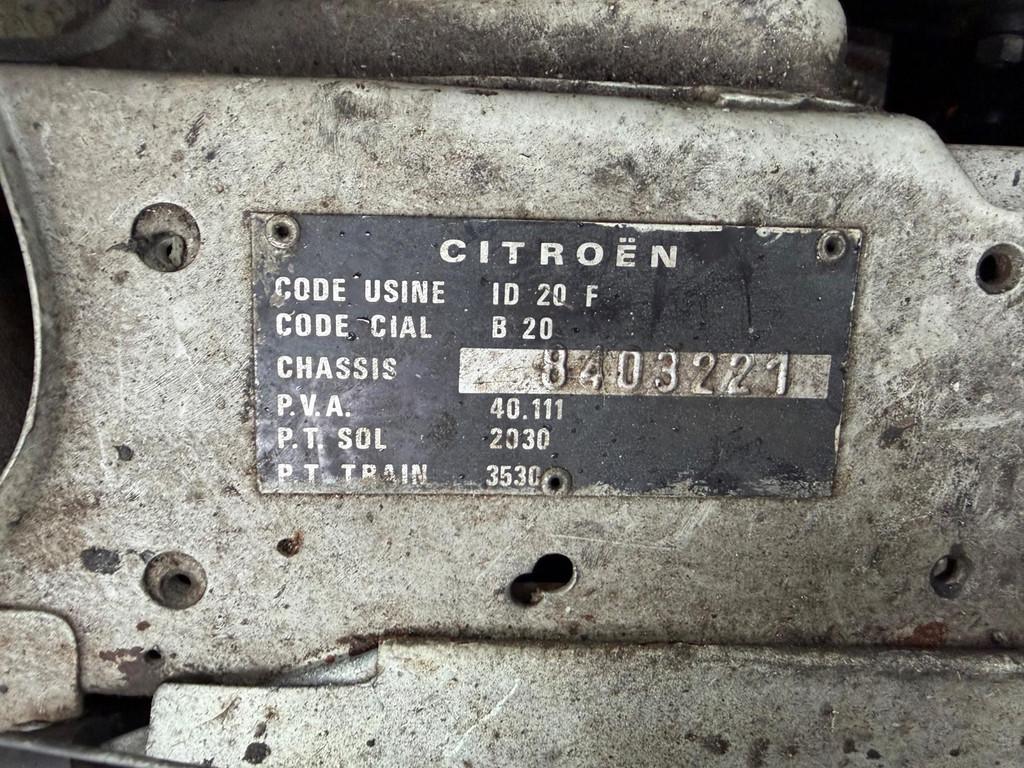 CITROËN
CODE USINE ID 20 F
CODE CIAL B 20
CHASSIS 8403221
P.V.A. 40.111
P.T. SOL 2030
P.T. TRAIN 3530